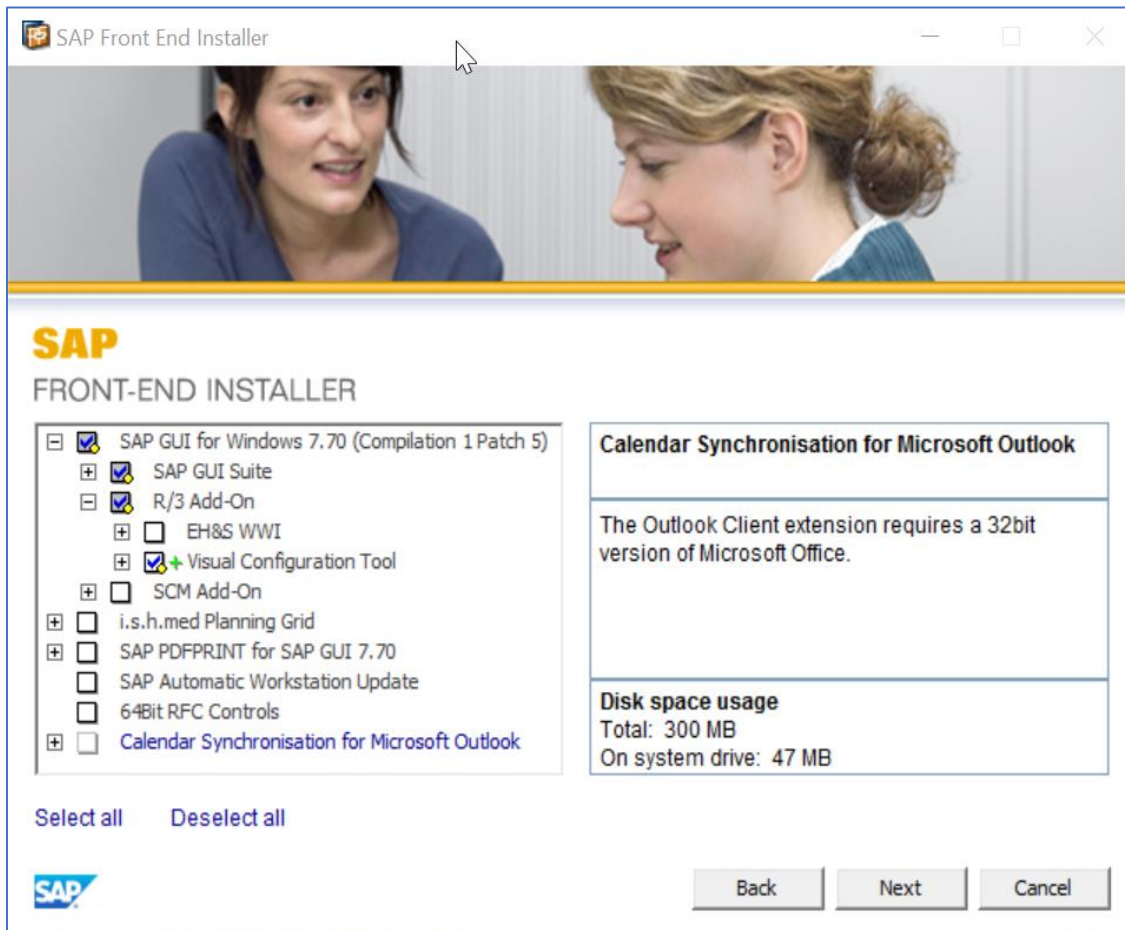 SAP Front End Installer
SAP
FRONT-END INSTALLER
SAP GUI for Windows 7.70 (Compilation 1 Patch 5)
SAP GUI Suite
R/3 Add-On
EH&S WWI
Visual Configuration Tool
SCM Add-On
i.s.h.med Planning Grid
SAP PDFPRINT for SAP GUI 7.70
SAP Automatic Workstation Update
64Bit RFC Controls
Calendar Synchronisation for Microsoft Outlook
Calendar Synchronisation for Microsoft Outlook
The Outlook Client extension requires a 32bit
version of Microsoft Office.
Disk space usage
Total: 300 MB
On system drive: 47 MB
Select all Deselect all
SAP
Back Next Cancel